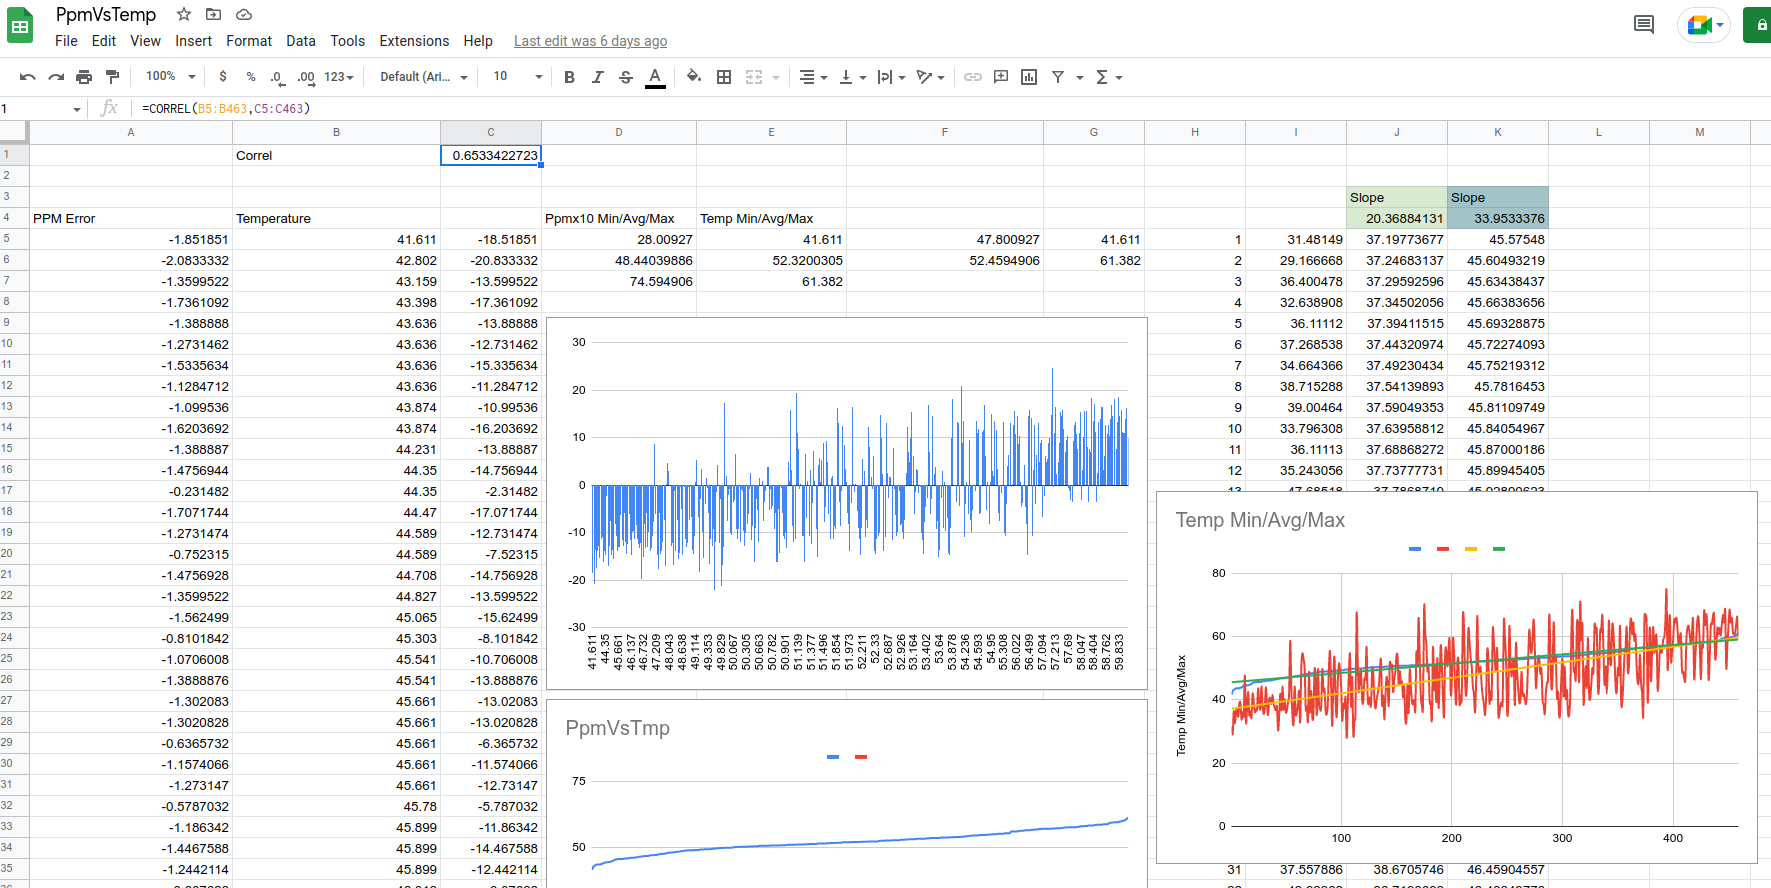 PpmVsTemp
File Edit View Insert Format Data Tools Extensions Help Last edit was 6 days ago
100% $ % .0 .00 123 Default (Ari... 10 B I S A
1 fx =CORREL(B5:B463,C5:C463)
A B C D E F G H I J K L M
1 Correl 0.6533422723
2
3 Slope Slope
4 PPM Error Temperature Ppmx10 Min/Avg/Max Temp Min/Avg/Max 20.36884131 33.9533376
5 -1.851851 41.611 -18.51851 28.00927 41.611 47.800927 41.611 1 31.48149 37.19773677 45.57548
6 -2.0833332 42.802 -20.833332 48.44039886 52.3200305 52.4594906 61.382 2 29.166668 37.24683137 45.60493219
7 -1.3599522 43.159 -13.599522 74.594906 61.382 3 36.400478 37.29592596 45.63438437
8 -1.7361092 43.398 -17.361092 4 32.638908 37.34502056 45.66383656
9 -1.388888 43.636 -13.88888 5 36.11112 37.39411515 45.69328875
10 -1.2731462 43.636 -12.731462 6 37.268538 37.44320974 45.72274093
11 -1.5335634 43.636 -15.335634 7 34.664366 37.49230434 45.75219312
12 -1.1284712 43.636 -11.284712 8 38.715288 37.54139893 45.7816453
13 -1.099536 43.874 -10.99536 9 39.00464 37.59049353 45.81109749
14 -1.6203692 43.874 -16.203692 10 33.796308 37.63958812 45.84054967
15 -1.388887 44.231 -13.88887 11 36.11113 37.68868272 45.87000186
16 -1.4756944 44.35 -14.756944 12 35.243056 37.73777731 45.89945405
17 -0.231482 44.35 -2.31482
18 -1.7071744 44.47 -17.071744
19 -1.2731474 44.589 -12.731474
20 -0.752315 44.589 -7.52315
21 -1.4756928 44.708 -14.756928
22 -1.3599522 44.827 -13.599522
23 -1.562499 45.065 -15.62499
24 -0.8101842 45.303 -8.101842
25 -1.0706008 45.541 -10.706008
26 -1.3888876 45.541 -13.888876
27 -1.302083 45.661 -13.02083
28 -1.3020828 45.661 -13.020828
29 -0.6365732 45.661 -6.365732
30 -1.1574066 45.661 -11.574066
31 -1.273147 45.661 -12.73147
32 -0.5787032 45.78 -5.787032
33 -1.186342 45.899 -11.86342
34 -1.4467588 45.899 -14.467588
35 -1.2442114 45.899 -12.442114 31 37.557886 38.6705746 46.45904557
30
20
10
0
-10
-20
-30
41.611 44.35 45.661 46.137 46.732 47.209 48.043 48.638 49.114 49.353 49.829 50.067 50.305 50.663 50.782 50.901 51.139 51.377 51.496 51.854 51.973 52.211 52.33 52.687 52.926 53.164 53.402 53.64 53.878 54.236 54.593 54.95 55.308 56.022 56.499 57.094 57.213 57.69 58.047 58.404 58.762 59.833
PpmVsTmp
75
50
Temp Min/Avg/Max
Temp Min/Avg/Max
80
60
40
20
0
100 200 300 400